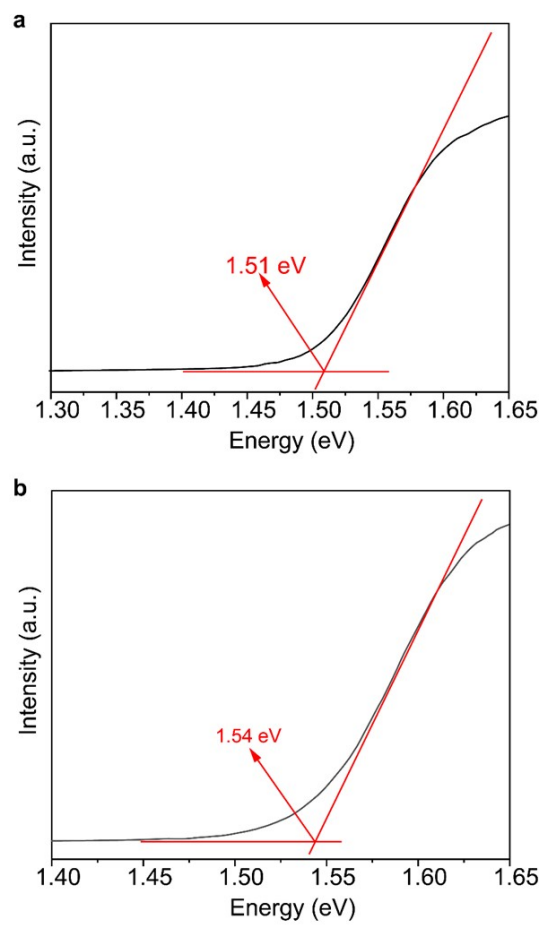 a
Intensity (a.u.)
1.51 eV
1.30 1.35 1.40 1.45 1.50 1.55 1.60 1.65
Energy (eV)
b
Intensity (a.u.)
1.54 eV
1.40 1.45 1.50 1.55 1.60 1.65
Energy (eV)